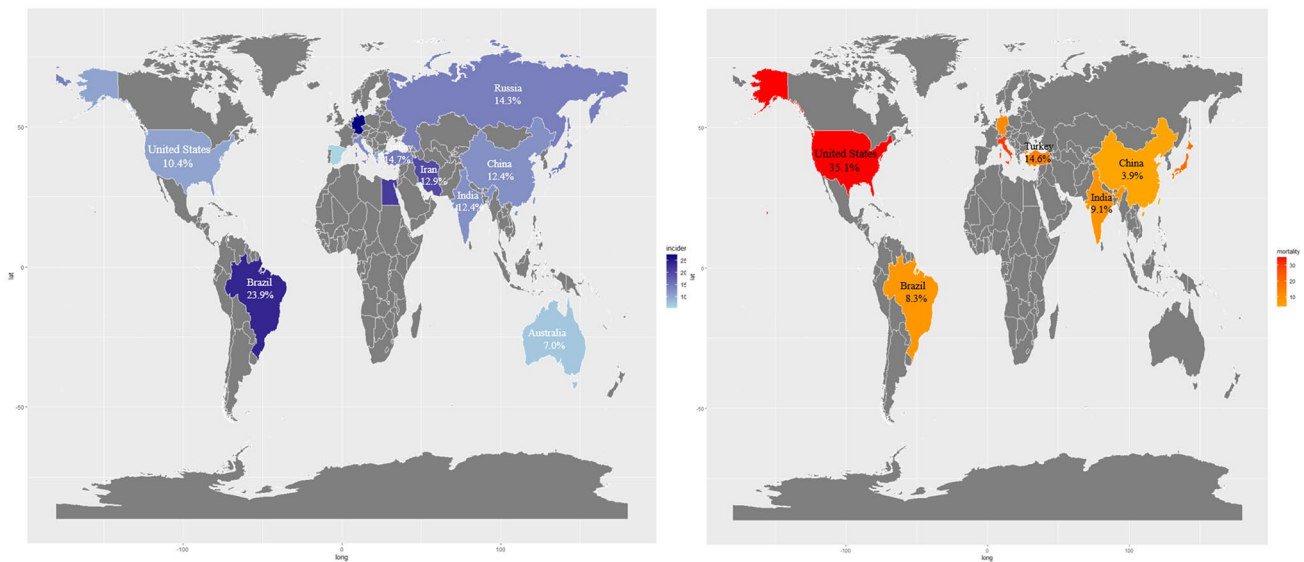 Russia
14.3%
50
United States
10.4%
14.7%
Iran
12.9%
China
12.4%
India
12.4%
incider
25
20
15
10
lat
0
Brazil
23.9%
Australia
7.0%
-50
-100
0
100
long
50
United States
35.1%
Turkey
14.6%
China
3.9%
India
9.1%
mortality
30
20
10
lat
0
Brazil
8.3%
-50
-100
0
100
long